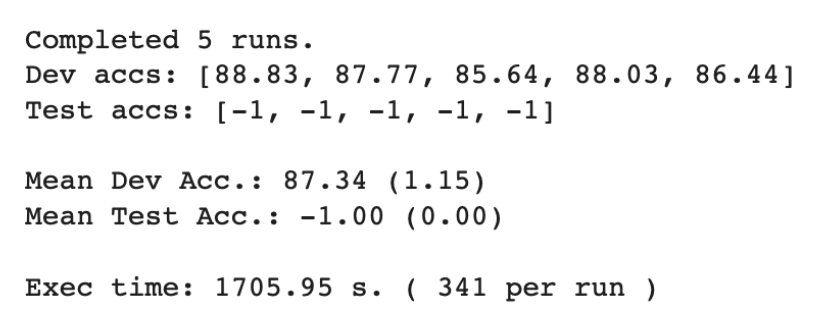 Completed 5 runs.
Dev accs: [88.83, 87.77, 85.64, 88.03, 86.44]
Test accs: [-1, -1, -1, -1, -1]
Mean Dev Acc.: 87.34 (1.15)
Mean Test Acc.: -1.00 (0.00)
Exec time: 1705.95 s. ( 341 per run )